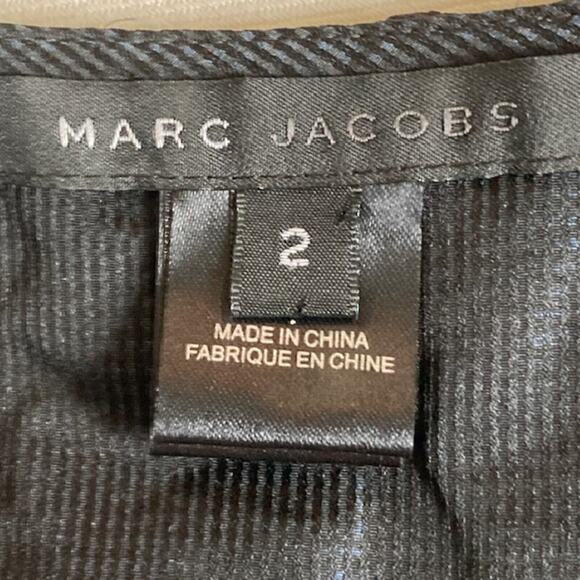 MARC JACOBS
2
MADE IN CHINA
FABRIQUE EN CHINE